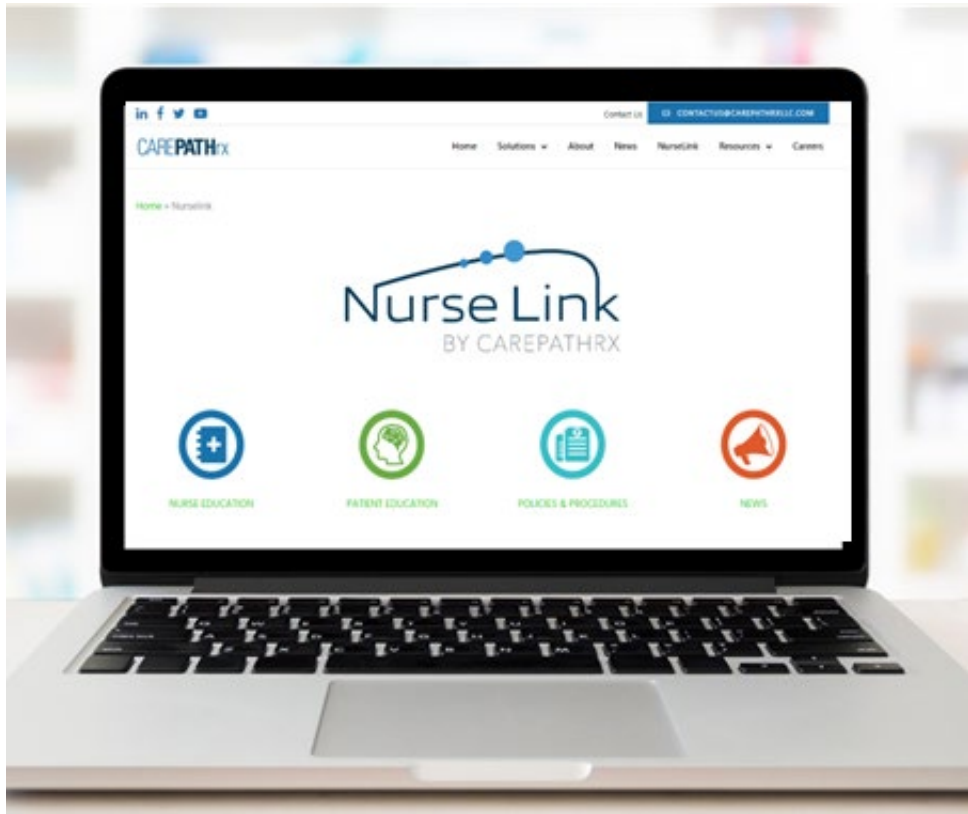 in f
Contact Us
CONTACTUS@CAREPATHRXLLC.COM
CAREPATHrx
Home Solutions About News NurseLink Resources Careers
Home » Nurselink
Nurse Link
BY CAREPATHRX
NURSE EDUCATION
PATIENT EDUCATION
POLICIES & PROCEDURES
NEWS